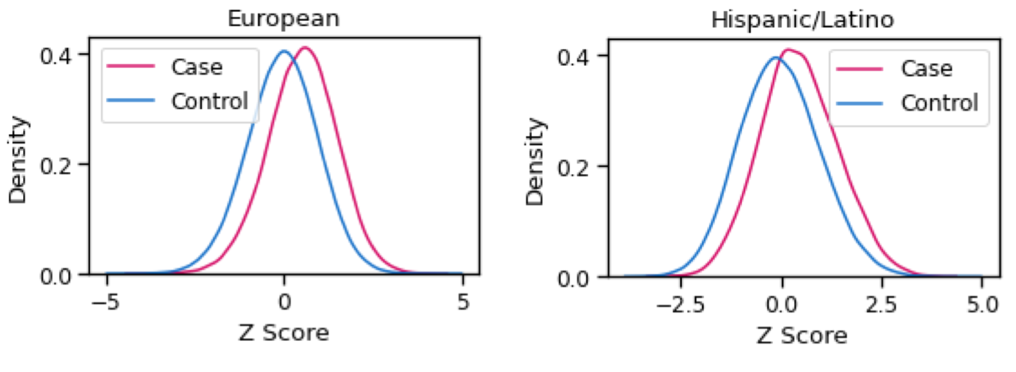 European
Case
Control
0.4
0.2
0.0
Density
−5
0
5
Z Score
Hispanic/Latino
Case
Control
0.4
0.2
0.0
Density
−2.5
0.0
2.5
5.0
Z Score